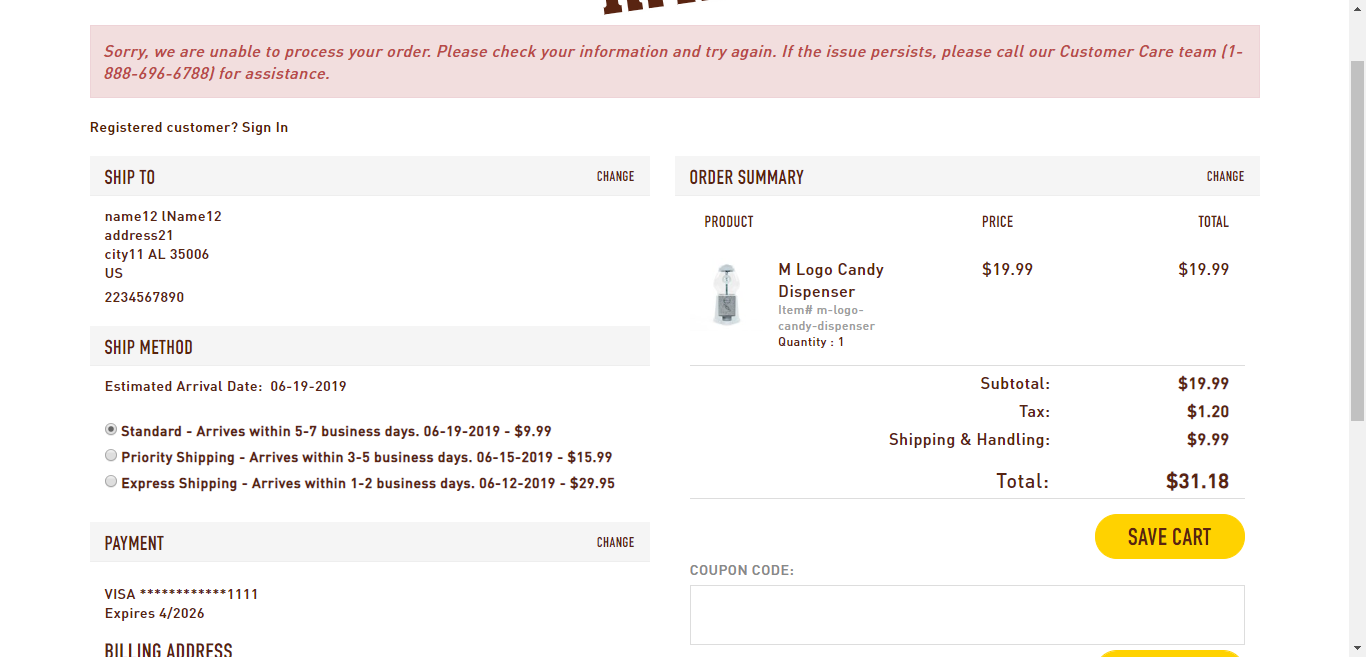 Sorry, we are unable to process your order. Please check your information and try again. If the issue persists, please call our Customer Care team (1-
888-696-6788) for assistance.
Registered customer? Sign In
SHIP TO
CHANGE
name12 lName12
address21
city11 AL 35006
US
2234567890
SHIP METHOD
Estimated Arrival Date: 06-19-2019
Standard - Arrives within 5-7 business days. 06-19-2019 - $9.99
Priority Shipping - Arrives within 3-5 business days. 06-15-2019 - $15.99
Express Shipping - Arrives within 1-2 business days. 06-12-2019 - $29.95
PAYMENT
CHANGE
VISA ************1111
Expires 4/2026
BILLING ADDRESS
ORDER SUMMARY
CHANGE
PRODUCT PRICE TOTAL
M Logo Candy $19.99 $19.99
Dispenser
Item# m-logo-
candy-dispenser
Quantity : 1
Subtotal: $19.99
Tax: $1.20
Shipping & Handling: $9.99
Total: $31.18
SAVE CART
COUPON CODE: